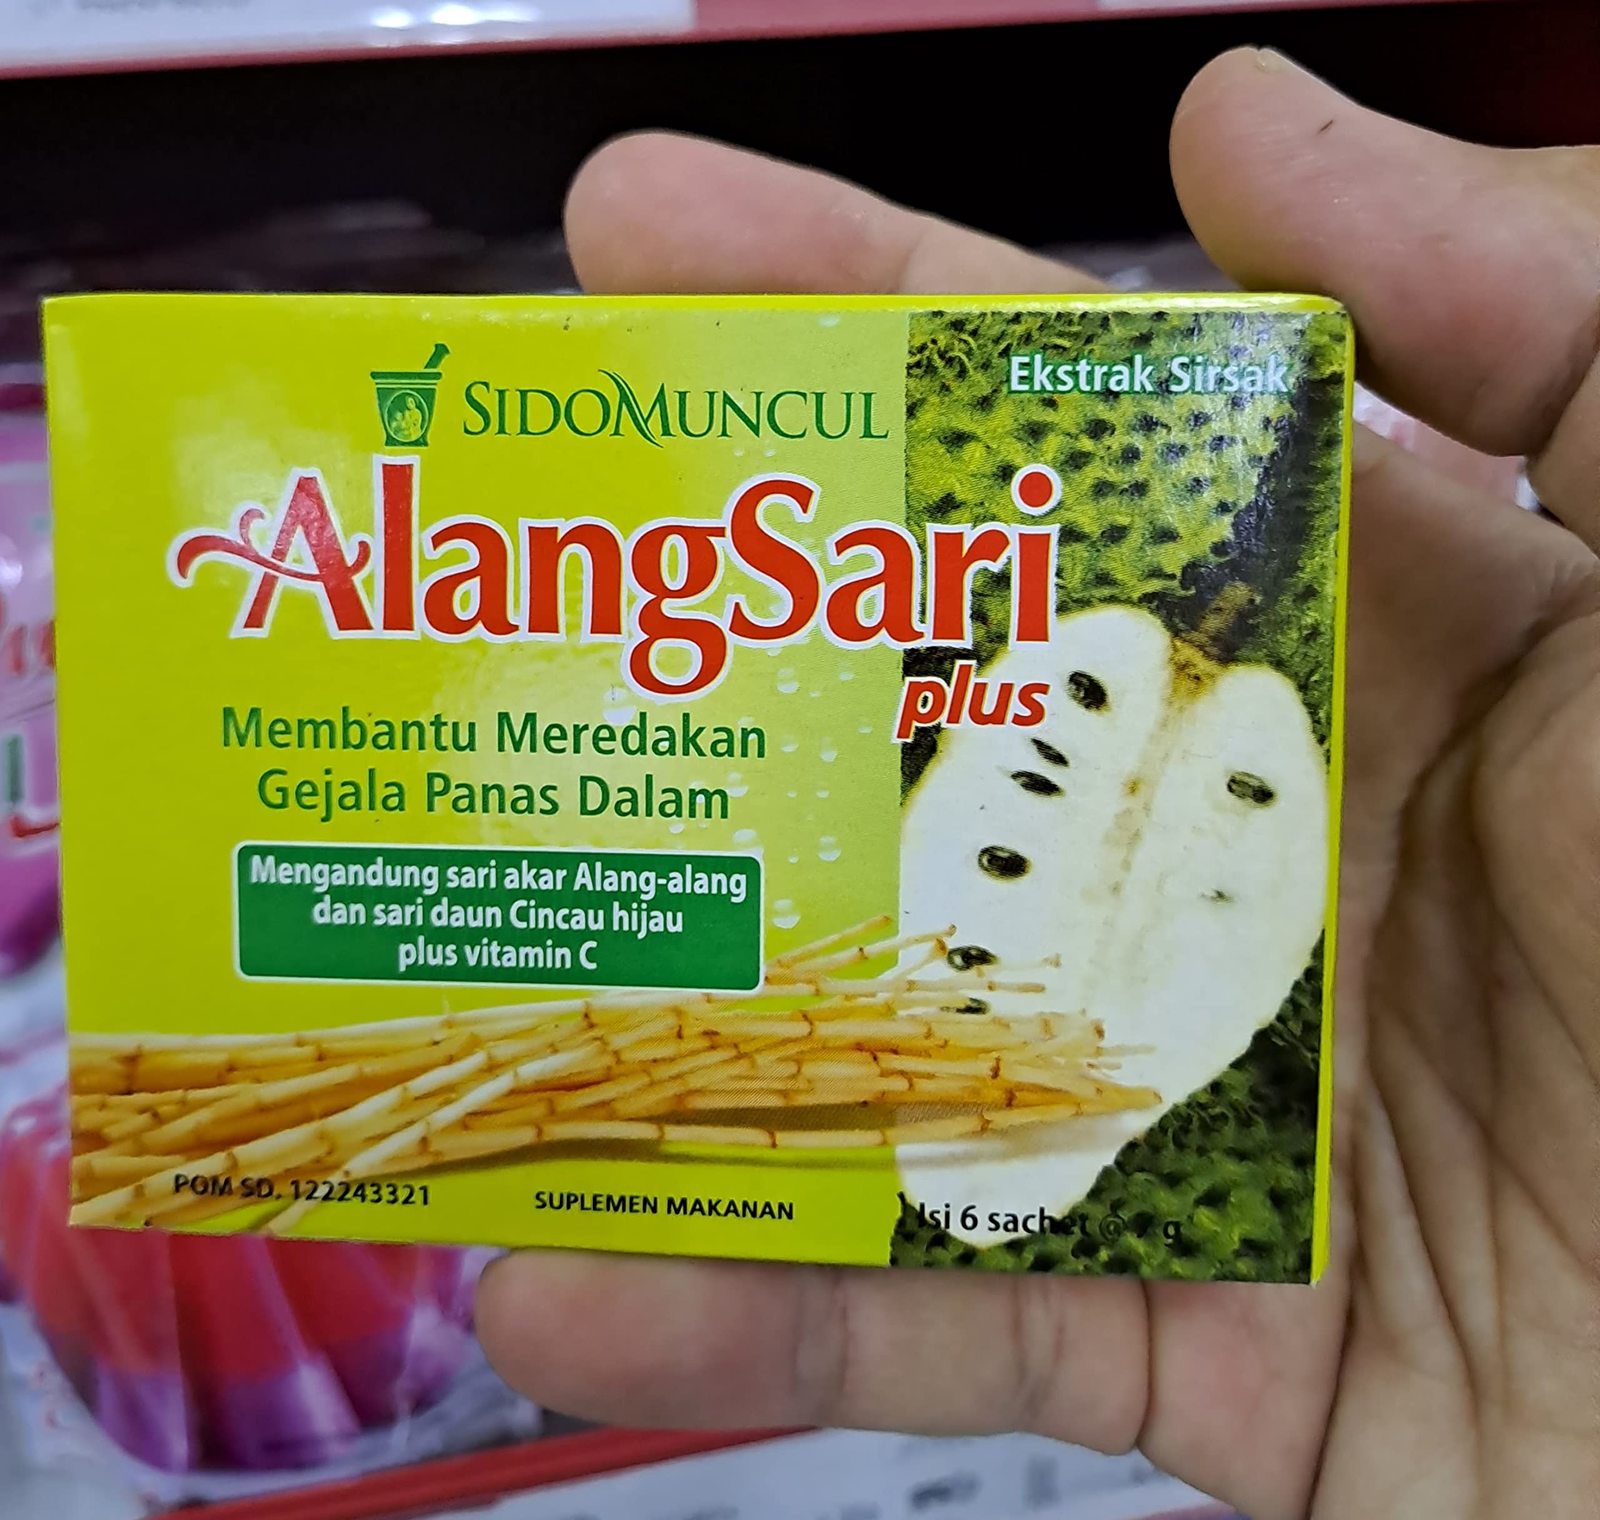 SIDOMUNCUL
Ekstrak Sirsak
AlangSari
plus
Membantu Meredakan
Gejala Panas Dalam
Mengandung sari akar Alang-alang
dan sari daun Cincau hijau
plus vitamin C
POM SD. 122243321
SUPLEMEN MAKANAN
Isi 6 sachet @ 7 g